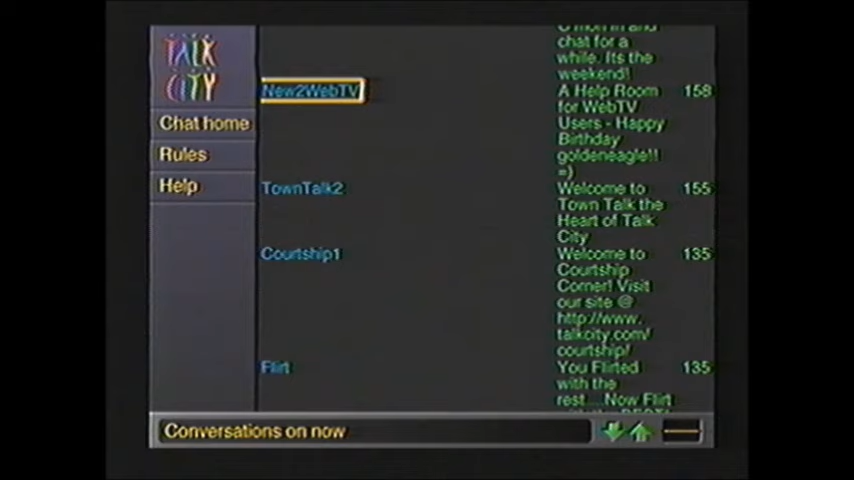 TALK
CITY
Chat home
Rules
Help
C'mon in and
chat for a
while. Its the
weekend!
New2WebTV
A Help Room
for WebTV
Users - Happy
Birthday
goldeneagle!!
=)
158
TownTalk2
Welcome to
Town Talk the
Heart of Talk
City
155
Courtship1
Welcome to
Courtship
Corner! Visit
our site @
http://www.
talkcity.com/
courtship/
135
Flirt
You Flirted
with the
rest....Now Flirt
135
Conversations on now